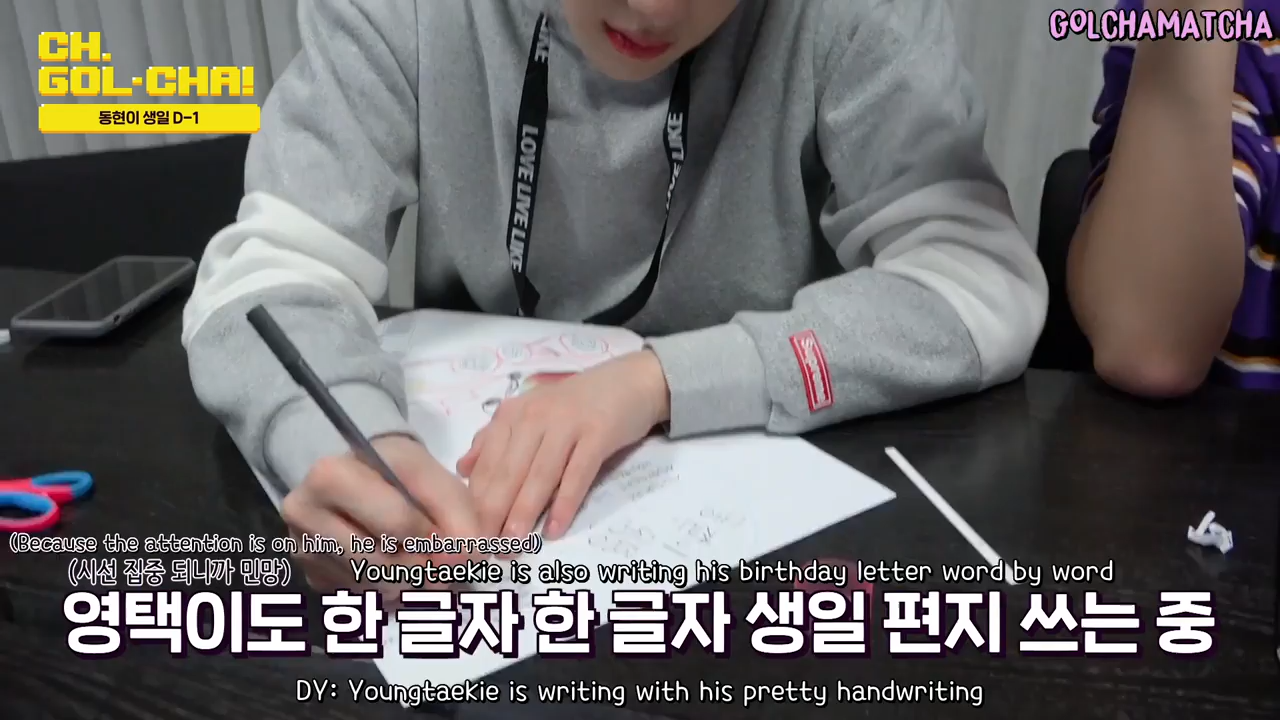 GOLCHAMATCHA
CH.
GOL-CHA!
동현이 생일 D-1
LOVE LIVE LIKE
LIKE
Supreme
(Because the attention is on him, he is embarrassed)
(시선 집중 되니까 민망)
Youngtaekie is also writing his birthday letter word by word
영택이도 한 글자 한 글자 생일 편지 쓰는 중
DY: Youngtaekie is writing with his pretty handwriting